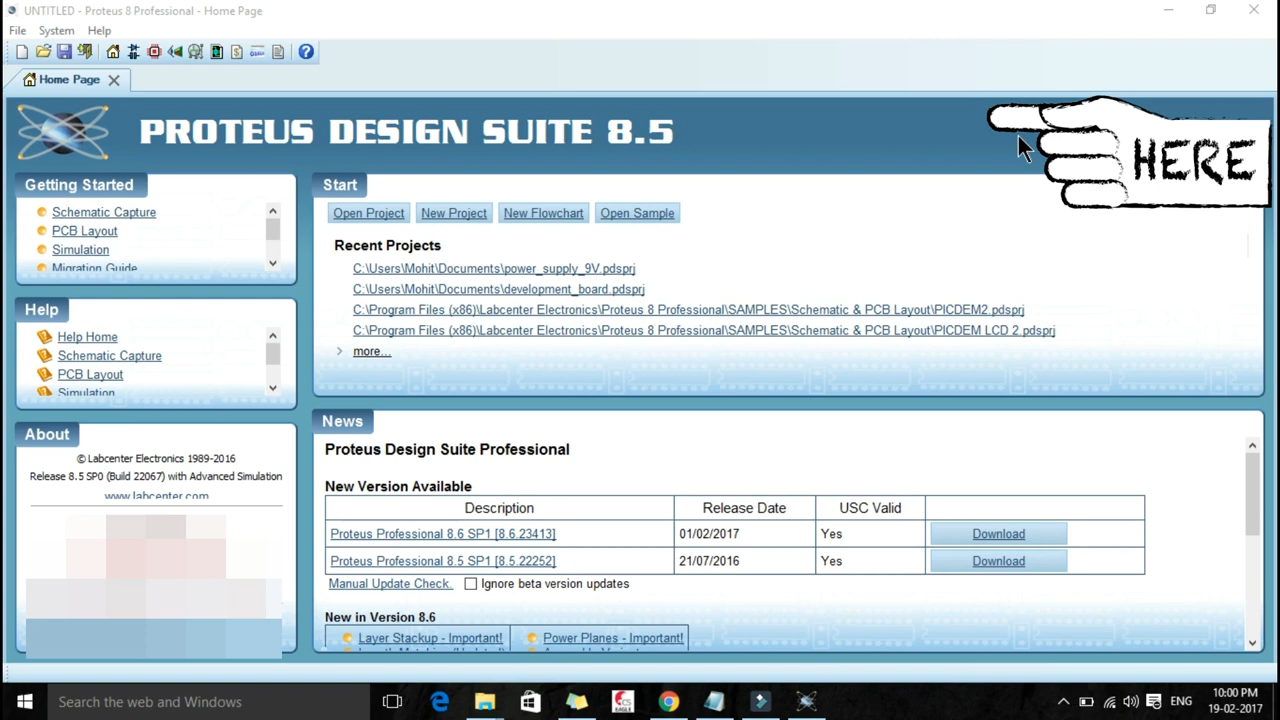 UNTITLED - Proteus 8 Professional - Home Page
File System Help
Home Page
PROTEUS DESIGN SUITE 8.5
HERE
Getting Started
Schematic Capture
PCB Layout
Simulation
Migration Guide
Start
Open Project New Project New Flowchart Open Sample
Recent Projects
C:\Users\Mohit\Documents\power_supply_9V.pdsprj
C:\Users\Mohit\Documents\development_board.pdsprj
C:\Program Files (x86)\Labcenter Electronics\Proteus 8 Professional\SAMPLES\Schematic & PCB Layout\PICDEM2.pdsprj
C:\Program Files (x86)\Labcenter Electronics\Proteus 8 Professional\SAMPLES\Schematic & PCB Layout\PICDEM LCD 2.pdsprj
more...
Help
Help Home
Schematic Capture
PCB Layout
Simulation
About
© Labcenter Electronics 1989-2016
Release 8.5 SP0 (Build 22067) with Advanced Simulation
www.labcenter.com
News
Proteus Design Suite Professional
New Version Available
Description Release Date USC Valid
Proteus Professional 8.6 SP1 [8.6.23413] 01/02/2017 Yes Download
Proteus Professional 8.5 SP1 [8.5.22252] 21/07/2016 Yes Download
Manual Update Check. Ignore beta version updates
New in Version 8.6
Layer Stackup - Important! Power Planes - Important!
Search the web and Windows
CS
EAGLE
ENG
10:00 PM
19-02-2017